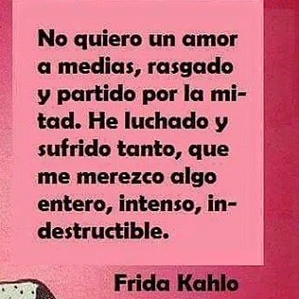 No quiero un amor
a medias, rasgado
y partido por la mi-
tad. He luchado y
sufrido tanto, que
me merezco algo
entero, intenso, in-
destructible.
Frida Kahlo